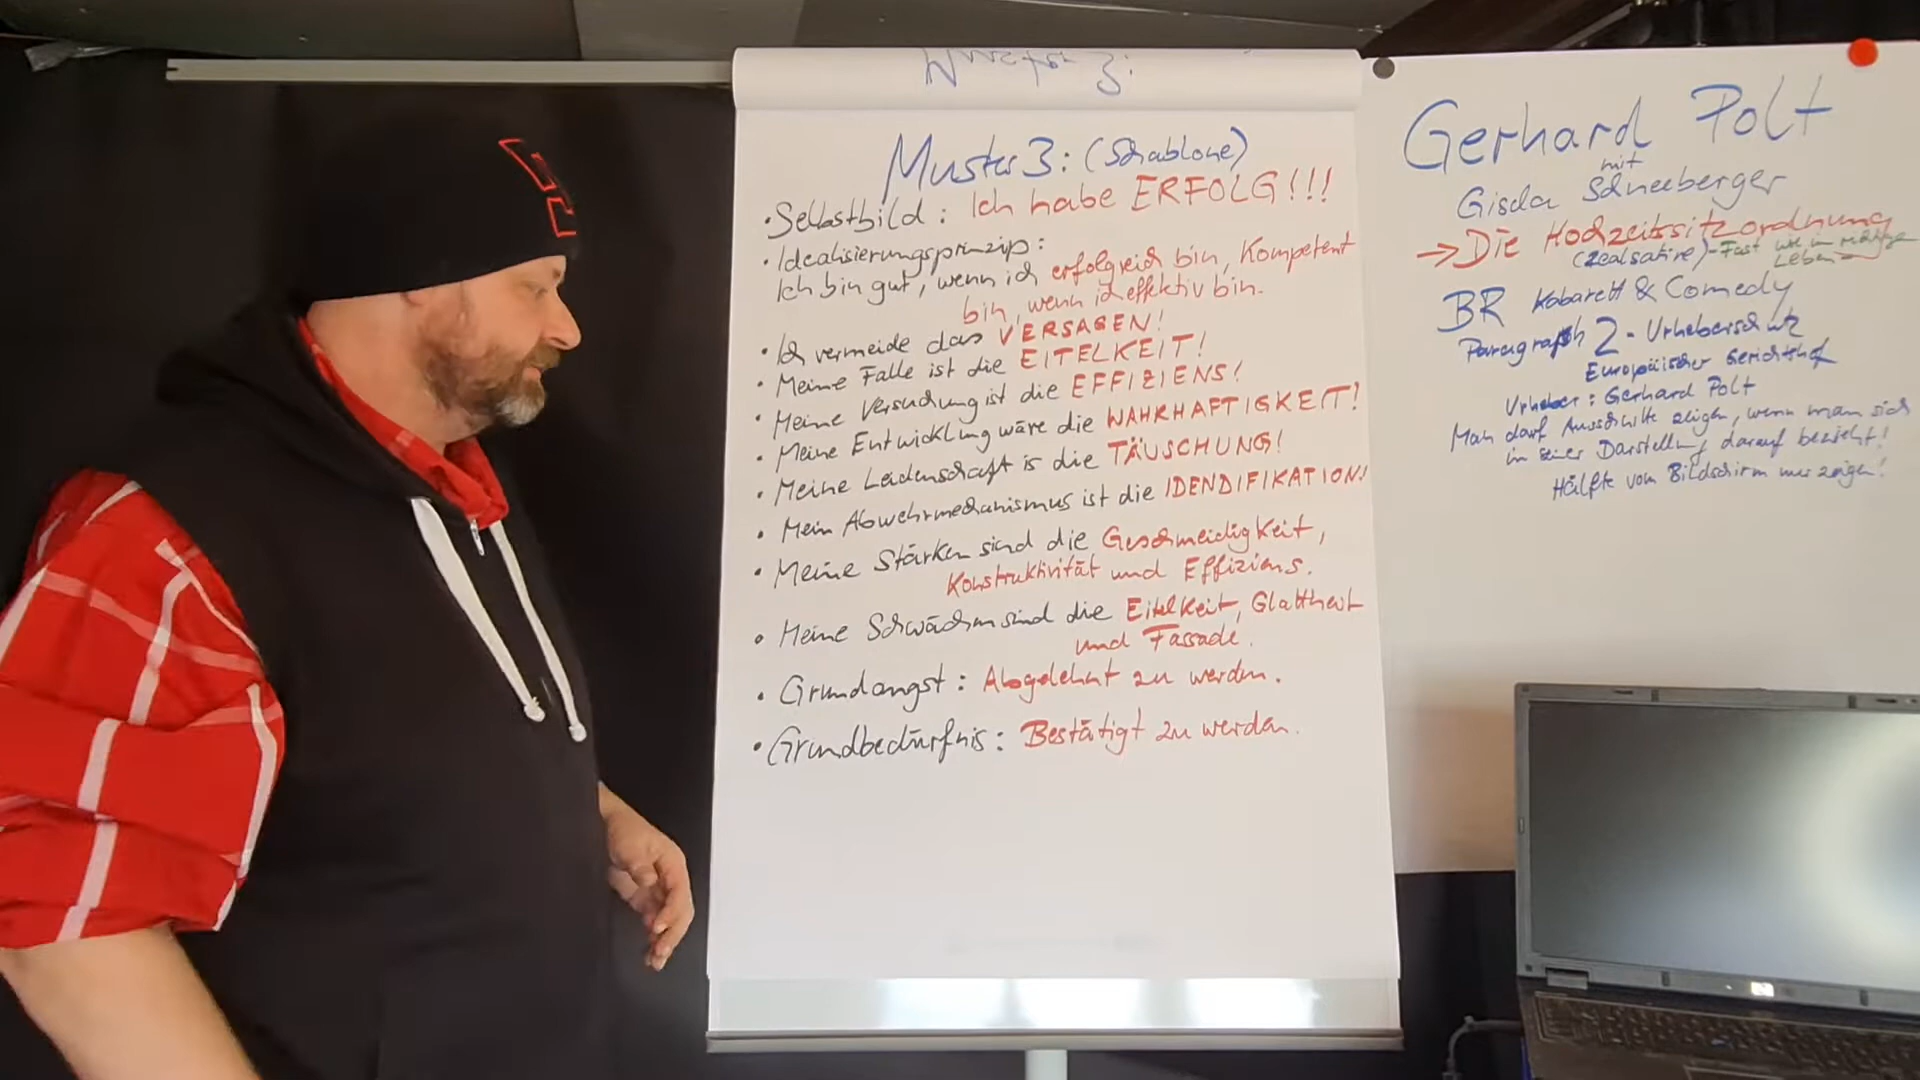 Muster 3: (Schablone)
• Selbstbild: Ich habe ERFOLG!!!
• Idealisierungsprinzip:
Ich bin gut, wenn ich erfolgreich bin, Kompetent
bin, wenn ich effektiv bin.
• Ich vermeide das VERSAGEN!
• Meine Falle ist die EITELKEIT!
• Meine Versuchung ist die EFFIZIENS!
• Meine Entwicklung wäre die WAHRHAFTIGKEIT!
• Meine Leidenschaft is die TÄUSCHUNG!
• Mein Abwehrmechanismus ist die IDENDIFIKATION!
• Meine Stärken sind die Geschmeidigkeit,
Konstruktivität und Effiziens.
• Meine Schwächen sind die Eitelkeit, Glattheit
und Fassade.
• Grundangst: Abgelehnt zu werden.
• Grundbedürfnis: Bestätigt zu werden.
Gerhard Polt
mit
Gisela Schneeberger
→ Die Hochzeitssitzordnung
(Realsatire) - Fast wie im richtige
Leben
BR Kabarett & Comedy
Paragraph 2 - Urheberschutz
Europäischer Gerichtshof
Urheber: Gerhard Polt
Man darf Ausschnitte zeigen, wenn man sich
in seiner Darstellung darauf bezieht!
Hälfte vom Bildschirm nur zeigen!